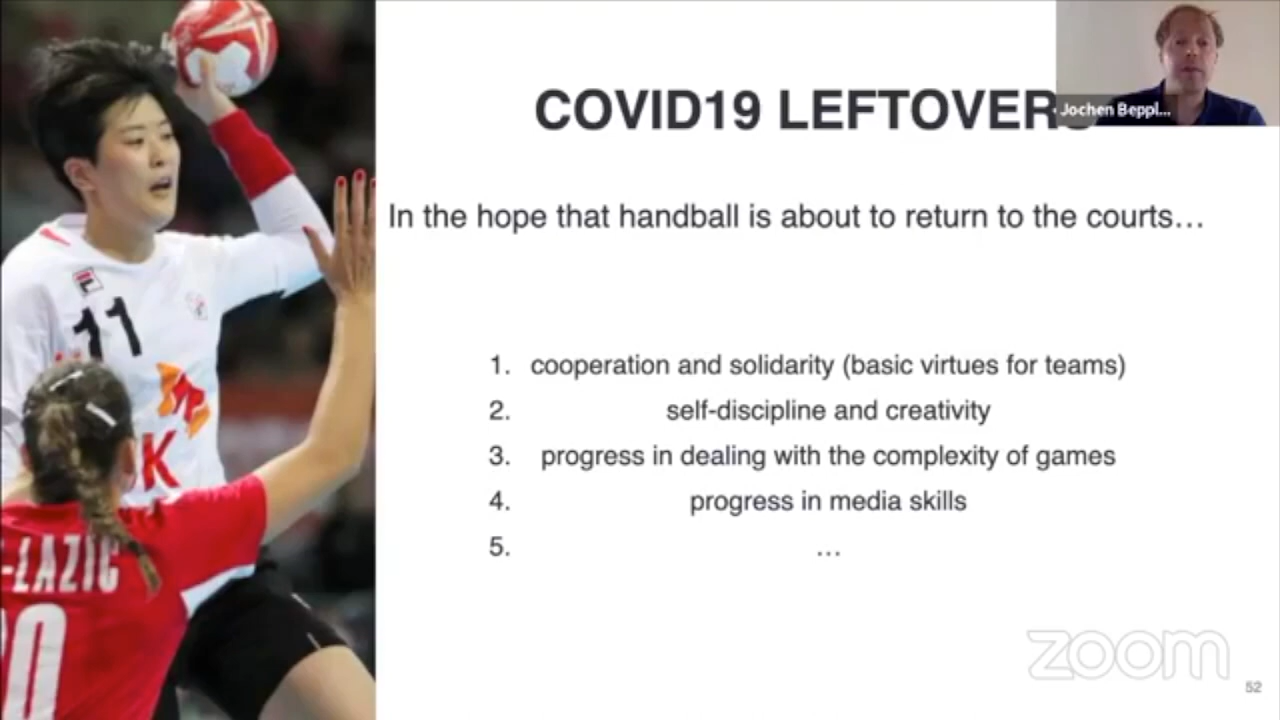 COVID19 LEFTOVERS
Jochen Beppl...
In the hope that handball is about to return to the courts…
1. cooperation and solidarity (basic virtues for teams)
2. self-discipline and creativity
3. progress in dealing with the complexity of games
4. progress in media skills
5. …
11
K
-LAZIC
zoom
52